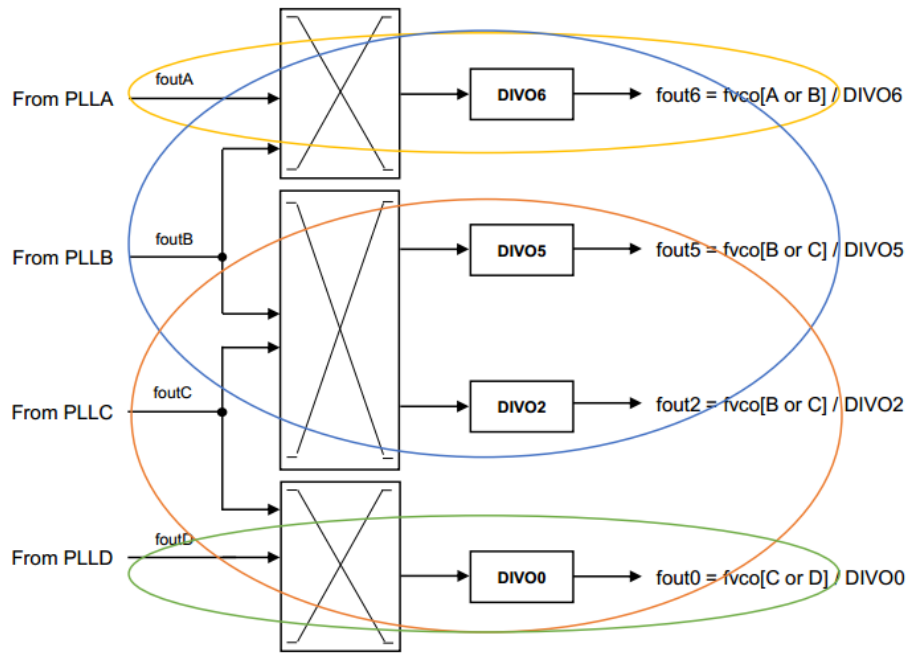 foutA
From PLLA
DIVO6
fout6 = fvco[A or B] / DIVO6
foutB
From PLLB
DIVO5
fout5 = fvco[B or C] / DIVO5
foutC
From PLLC
DIVO2
fout2 = fvco[B or C] / DIVO2
foutD
From PLLD
DIVO0
fout0 = fvco[C or D] / DIVO0